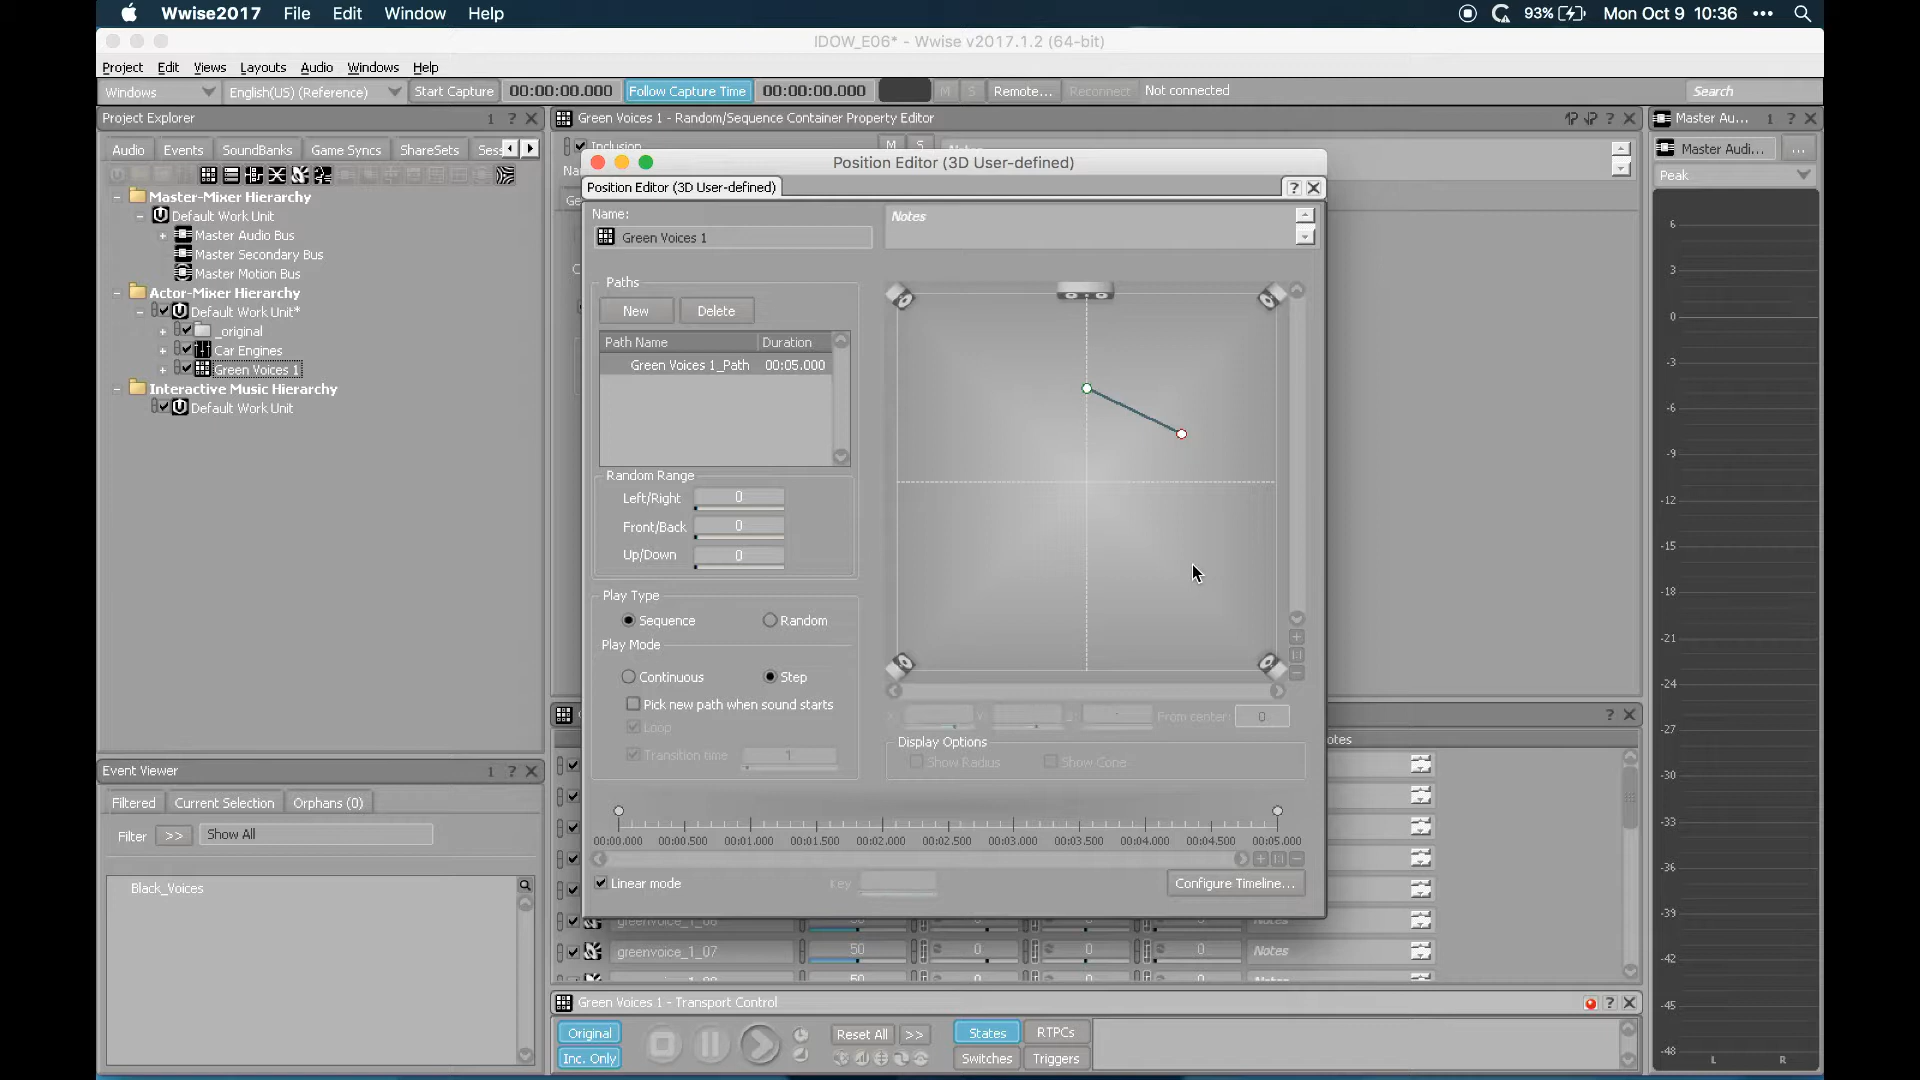 Wwise2017 File Edit Window Help
93% Mon Oct 9 10:36
IDOW_E06* - Wwise v2017.1.2 (64-bit)
Project Edit Views Layouts Audio Windows Help
Windows English(US) (Reference) Start Capture 00:00:00.000 Follow Capture Time 00:00:00.000 M S Remote... Reconnect Not connected Search
Project Explorer 1 ? X
Audio Events SoundBanks Game Syncs ShareSets Sess
Master-Mixer Hierarchy
Default Work Unit
Master Audio Bus
Master Secondary Bus
Master Motion Bus
Actor-Mixer Hierarchy
Default Work Unit*
_original
Car Engines
Green Voices 1
Interactive Music Hierarchy
Default Work Unit
Event Viewer 1 ?
Filtered Current Selection Orphans (0)
Filter >> Show All
Black_Voices
Green Voices 1 - Random/Sequence Container Property Editor
Inclusion M S Notes
Position Editor (3D User-defined)
Position Editor (3D User-defined)
Name: Notes
Green Voices 1
Paths
New Delete
Path Name Duration
Green Voices 1_Path 00:05.000
Random Range
Left/Right 0
Front/Back 0
Up/Down 0
Play Type
Sequence Random
Play Mode
Continuous Step
Pick new path when sound starts
Loop
Transition time 1
From center: 0
Display Options
Show Radius Show Cone
00:00.000 00:00.500 00:01.000 00:01.500 00:02.000 00:02.500 00:03.000 00:03.500 00:04.000 00:04.500 00:05.000
Linear mode Key Configure Timeline...
otes
greenvoice_1_06 50 0 0 0 Notes
greenvoice_1_07 50 0 0 0 Notes
Green Voices 1 - Transport Control
Original Reset All >> States RTPCs
Inc. Only Switches Triggers
Master Au... 1 ?
Master Audi... ...
Peak
6
3
0
-3
-6
-9
-12
-15
-18
-21
-24
-27
-30
-33
-36
-39
-42
-45
-48
L R